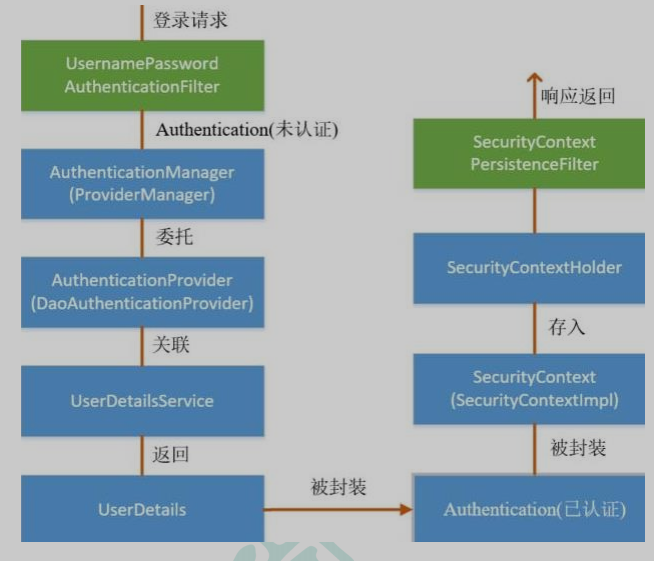 登录请求
UsernamePassword
AuthenticationFilter
Authentication(未认证)
AuthenticationManager
(ProviderManager)
委托
AuthenticationProvider
(DaoAuthenticationProvider)
关联
UserDetailsService
返回
UserDetails
被封装
Authentication(已认证)
被封装
SecurityContext
(SecurityContextImpl)
存入
SecurityContextHolder
SecurityContext
PersistenceFilter
响应返回